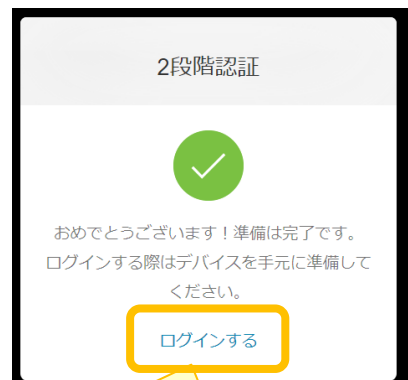 2段階認証
おめでとうございます！準備は完了です。
ログインする際はデバイスを手元に準備して
ください。
ログインする